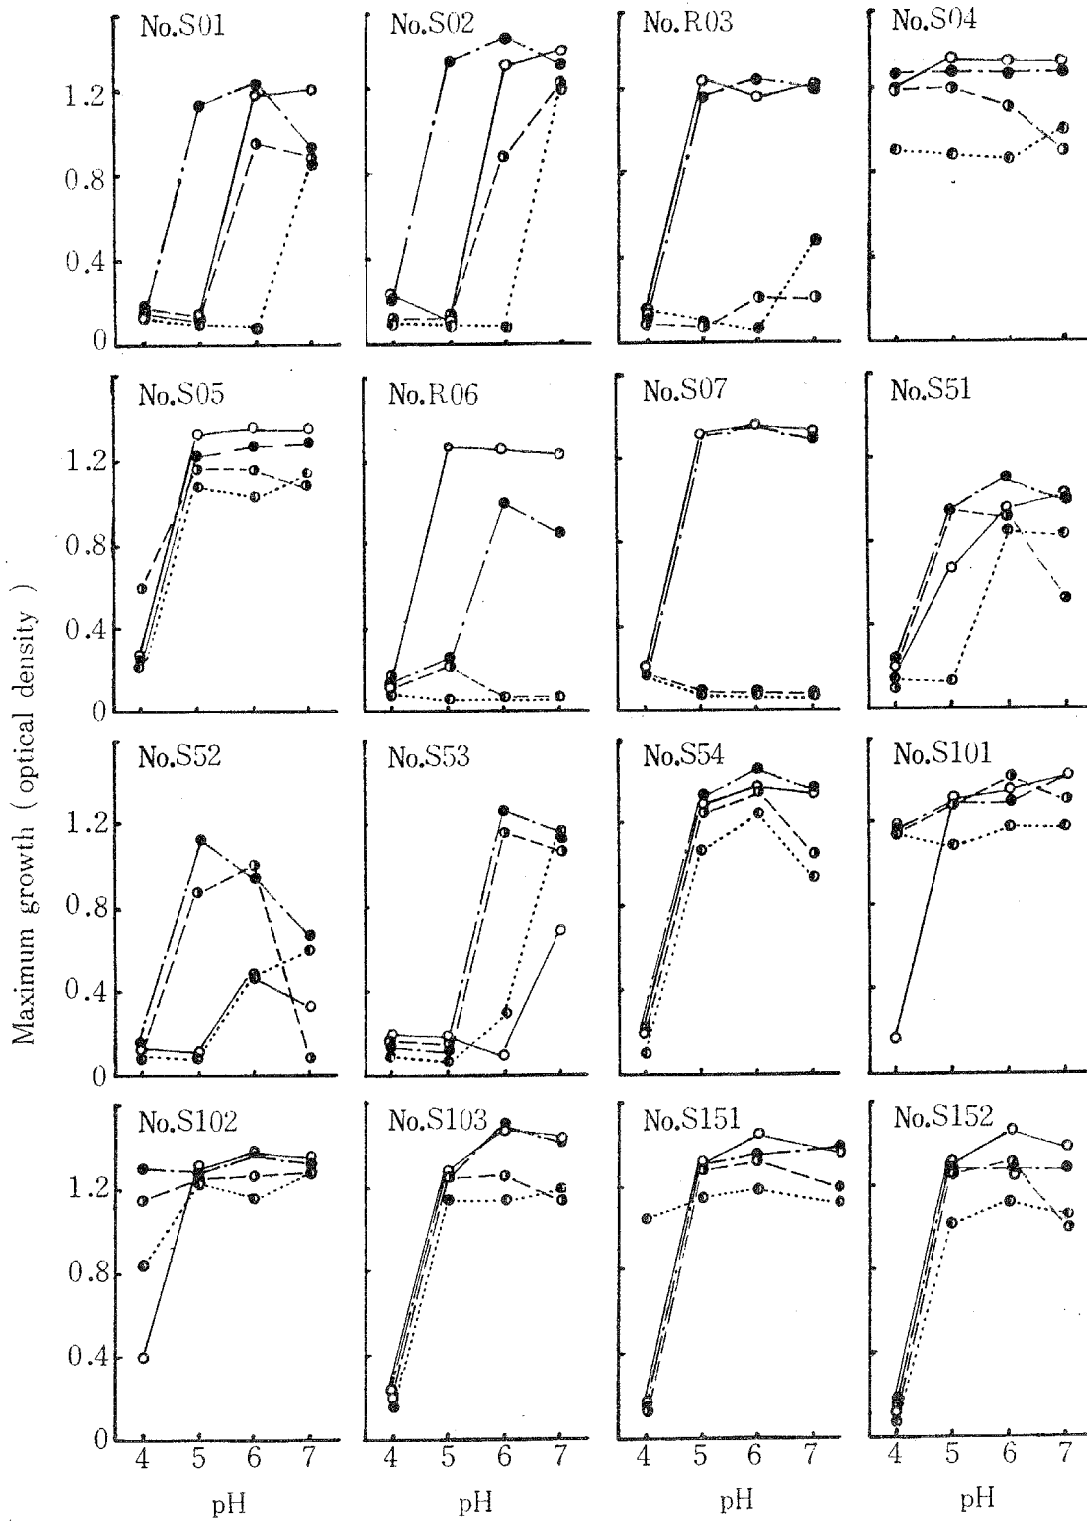 No.S01 No.S02 No.R03 No.S04
1.2
0.8
0.4
0
No.S05 No.R06 No.S07 No.S51
1.2
0.8
0.4
0
No.S52 No.S53 No.S54 No.S101
1.2
0.8
0.4
0
No.S102 No.S103 No.S151 No.S152
1.2
0.8
0.4
0
4 5 6 7 4 5 6 7 4 5 6 7 4 5 6 7
pH pH pH pH
Maximum growth ( optical density )